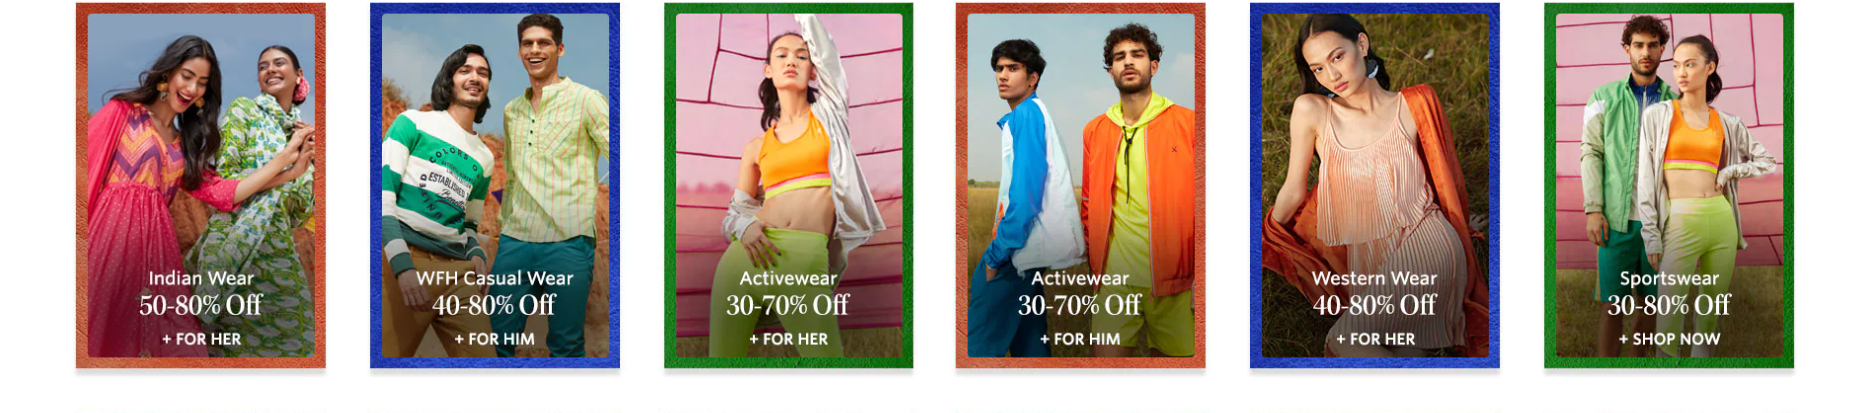 Indian Wear
50-80% Off
+ FOR HER
COLORS O
ESTABLISHED
WFH Casual Wear
40-80% Off
+ FOR HIM
Activewear
30-70% Off
+ FOR HER
Activewear
30-70% Off
+ FOR HIM
Western Wear
40-80% Off
+ FOR HER
Sportswear
30-80% Off
+ SHOP NOW